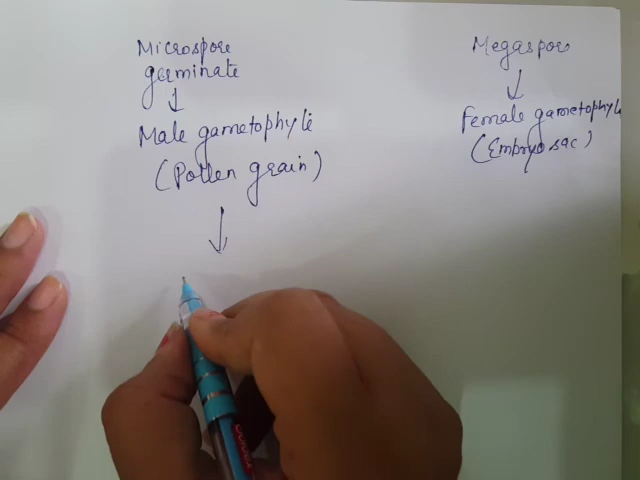 Microspore
germinate
Male gametophyte
(Pollen grain)
Megaspore
Female gametophyte
(Embryo sac)